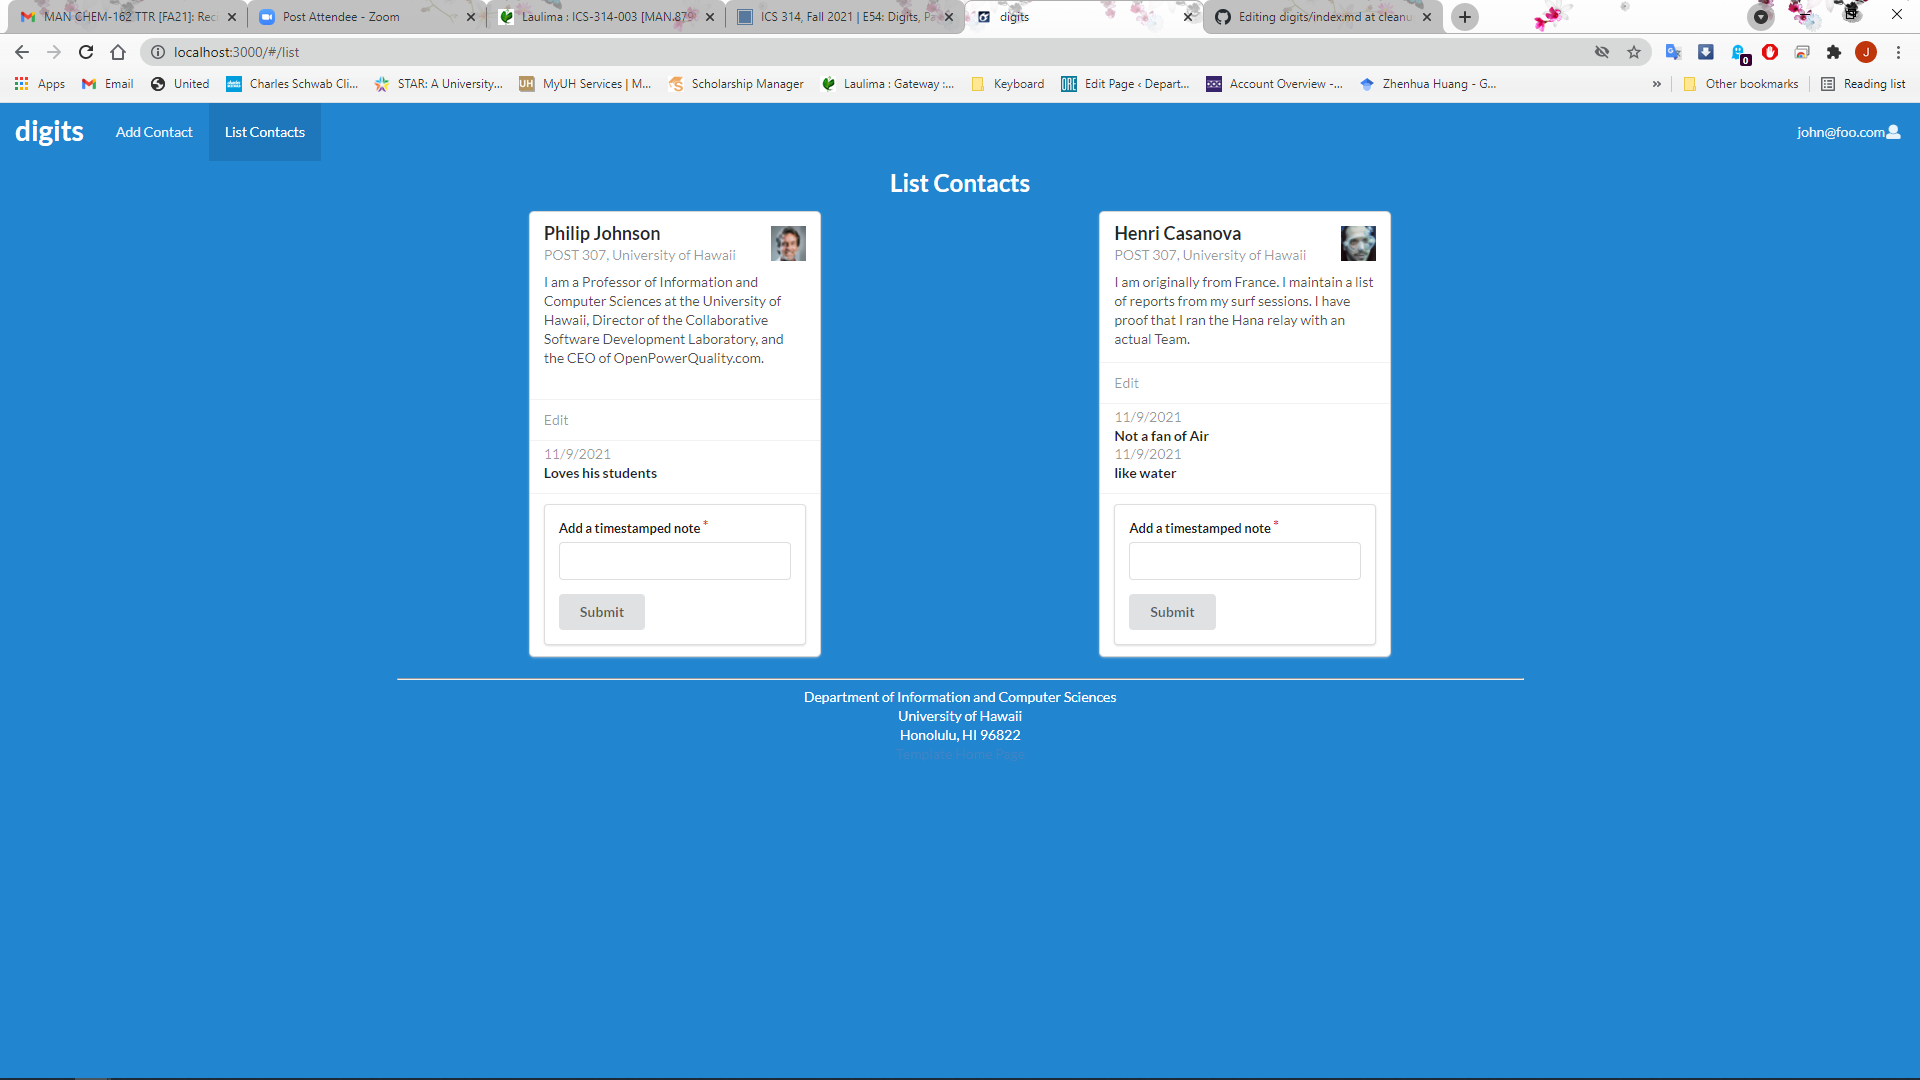 MAN CHEM-162 TTR [FA21]: Rec
Post Attendee - Zoom
Laulima : ICS-314-003 [MAN.879
ICS 314, Fall 2021 | E54: Digits, Pa
digits
Editing digits/index.md at cleanu
localhost:3000/#/list
0
J
Apps
Email
United
Charles Schwab Cli...
STAR: A University...
UH
MyUH Services | M...
Scholarship Manager
Laulima : Gateway :...
Keyboard
ORE
Edit Page ‹ Depart...
Account Overview -...
Zhenhua Huang - G...
»
Other bookmarks
Reading list
digits
Add Contact
List Contacts
john@foo.com
List Contacts
Philip Johnson
POST 307, University of Hawaii
I am a Professor of Information and
Computer Sciences at the University of
Hawaii, Director of the Collaborative
Software Development Laboratory, and
the CEO of OpenPowerQuality.com.
Edit
11/9/2021
Loves his students
Add a timestamped note *
Submit
Henri Casanova
POST 307, University of Hawaii
I am originally from France. I maintain a list
of reports from my surf sessions. I have
proof that I ran the Hana relay with an
actual Team.
Edit
11/9/2021
Not a fan of Air
11/9/2021
like water
Add a timestamped note *
Submit
Department of Information and Computer Sciences
University of Hawaii
Honolulu, HI 96822
Template Home Page